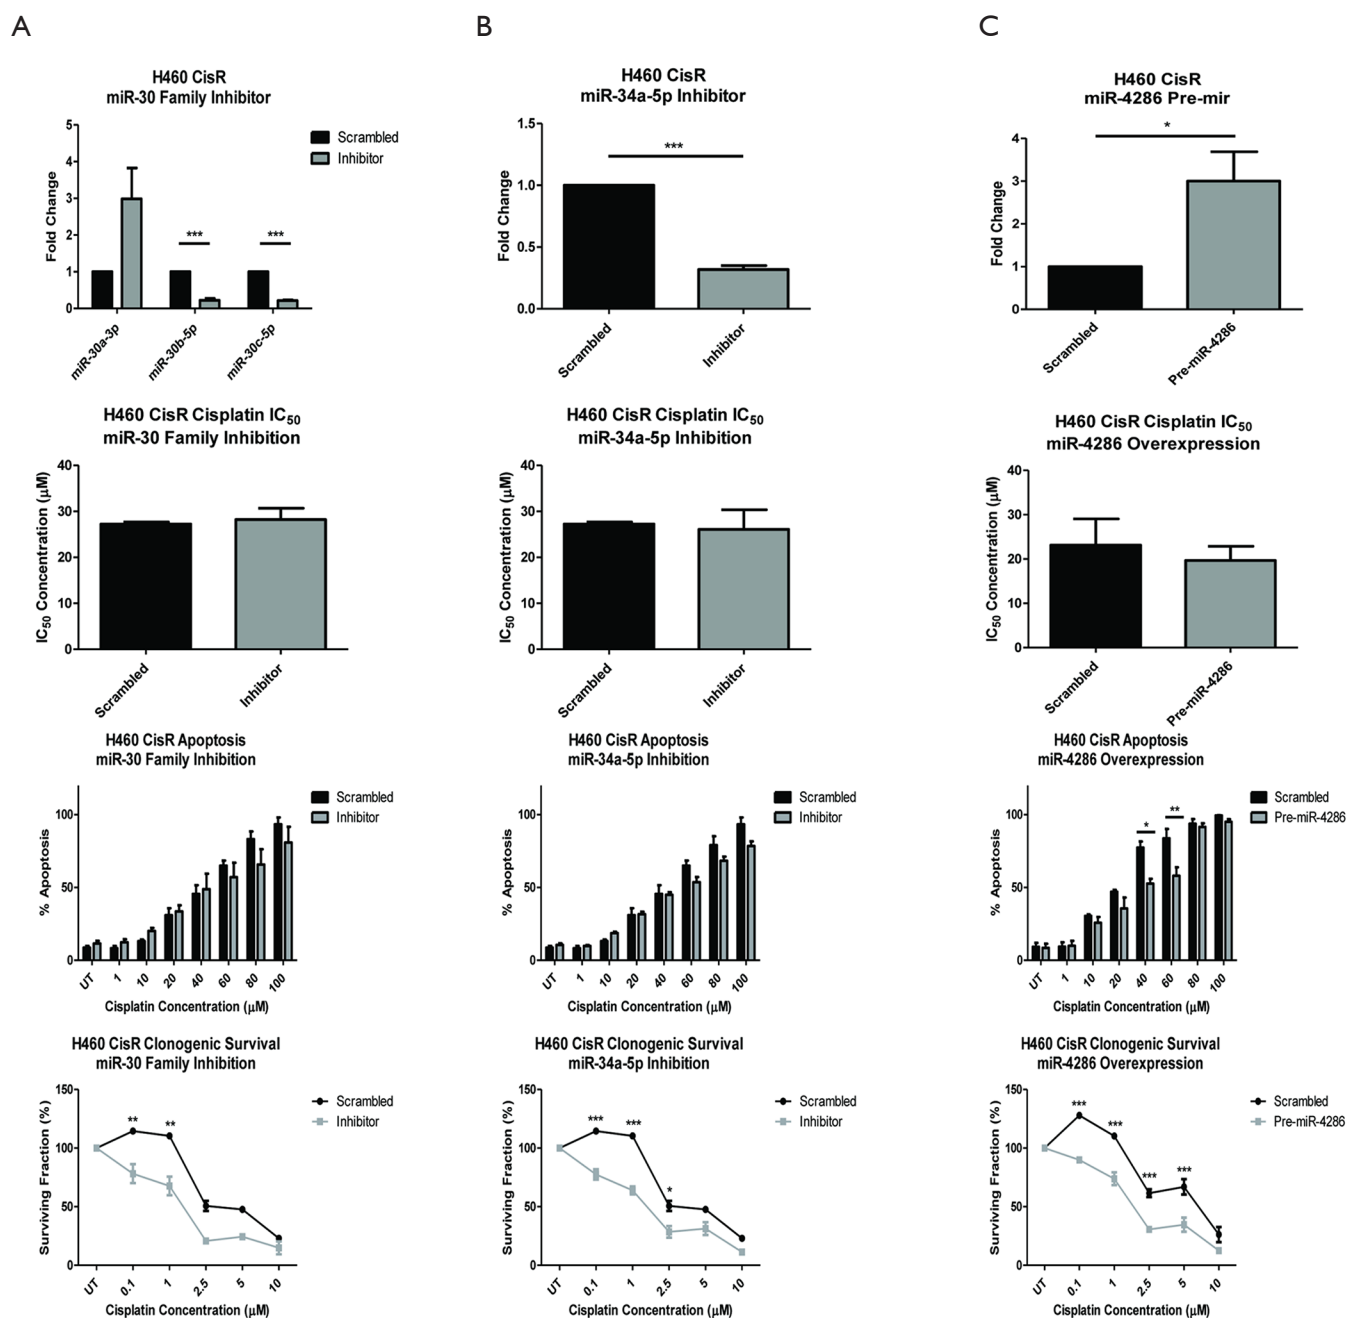 A
H460 CisR
miR-30 Family Inhibitor
Fold Change
5
4
3
2
1
0
***
***
Scrambled
Inhibitor
miR-30a-3p
miR-30b-5p
miR-30c-5p
H460 CisR Cisplatin IC50
miR-30 Family Inhibition
IC50 Concentration (µM)
40
30
20
10
0
Scrambled
Inhibitor
H460 CisR Apoptosis
miR-30 Family Inhibition
% Apoptosis
100
50
0
Scrambled
Inhibitor
UT 1 10 20 40 60 80 100
Cisplatin Concentration (µM)
H460 CisR Clonogenic Survival
miR-30 Family Inhibition
Surviving Fraction (%)
150
100
50
0
** **
Scrambled
Inhibitor
UT 0.1 1 2.5 5 10
Cisplatin Concentration (µM)
B
H460 CisR
miR-34a-5p Inhibitor
Fold Change
1.5
1.0
0.5
0.0
***
Scrambled
Inhibitor
H460 CisR Cisplatin IC50
miR-34a-5p Inhibition
IC50 Concentration (µM)
40
30
20
10
0
Scrambled
Inhibitor
H460 CisR Apoptosis
miR-34a-5p Inhibition
% Apoptosis
100
50
0
Scrambled
Inhibitor
UT 1 10 20 40 60 80 100
Cisplatin Concentration (µM)
H460 CisR Clonogenic Survival
miR-34a-5p Inhibition
Surviving Fraction (%)
150
100
50
0
*** *** *
Scrambled
Inhibitor
UT 0.1 1 2.5 5 10
Cisplatin Concentration (µM)
C
H460 CisR
miR-4286 Pre-mir
Fold Change
4
3
2
1
0
*
Scrambled
Pre-miR-4286
H460 CisR Cisplatin IC50
miR-4286 Overexpression
IC50 Concentration (µM)
40
30
20
10
0
Scrambled
Pre-miR-4286
H460 CisR Apoptosis
miR-4286 Overexpression
% Apoptosis
100
50
0
* **
Scrambled
Pre-miR-4286
UT 1 10 20 40 60 80 100
Cisplatin Concentration (µM)
H460 CisR Clonogenic Survival
miR-4286 Overexpression
Surviving Fraction (%)
150
100
50
0
*** *** *** ***
Scrambled
Pre-miR-4286
UT 0.1 1 2.5 5 10
Cisplatin Concentration (µM)